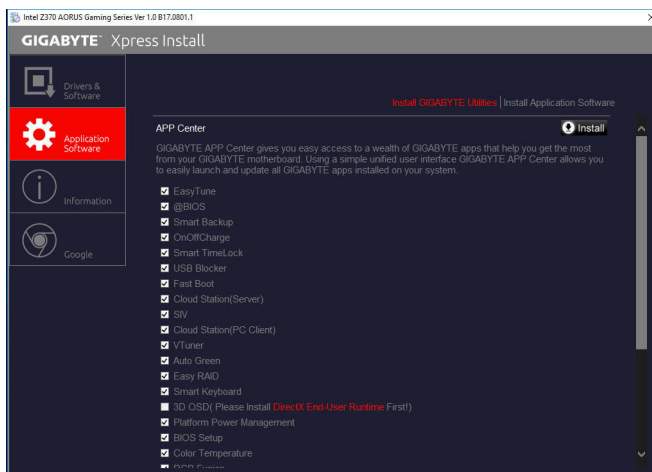 Intel Z370 AORUS Gaming Series Ver 1.0 B17.0801.1
GIGABYTE™ Xpress Install
Drivers &
Software
Install GIGABYTE Utilities | Install Application Software
Application
Software
APP Center
Install
GIGABYTE APP Center gives you easy access to a wealth of GIGABYTE apps that help you get the most
from your GIGABYTE motherboard. Using a simple unified user interface GIGABYTE APP Center allows you
to easily launch and update all GIGABYTE apps installed on your system.
Information
Google
EasyTune
@BIOS
Smart Backup
OnOffCharge
Smart TimeLock
USB Blocker
Fast Boot
Cloud Station(Server)
SIV
Cloud Station(PC Client)
VTuner
Auto Green
Easy RAID
Smart Keyboard
3D OSD( Please Install DirectX End-User Runtime First!)
Platform Power Management
BIOS Setup
Color Temperature
RGB Fusion